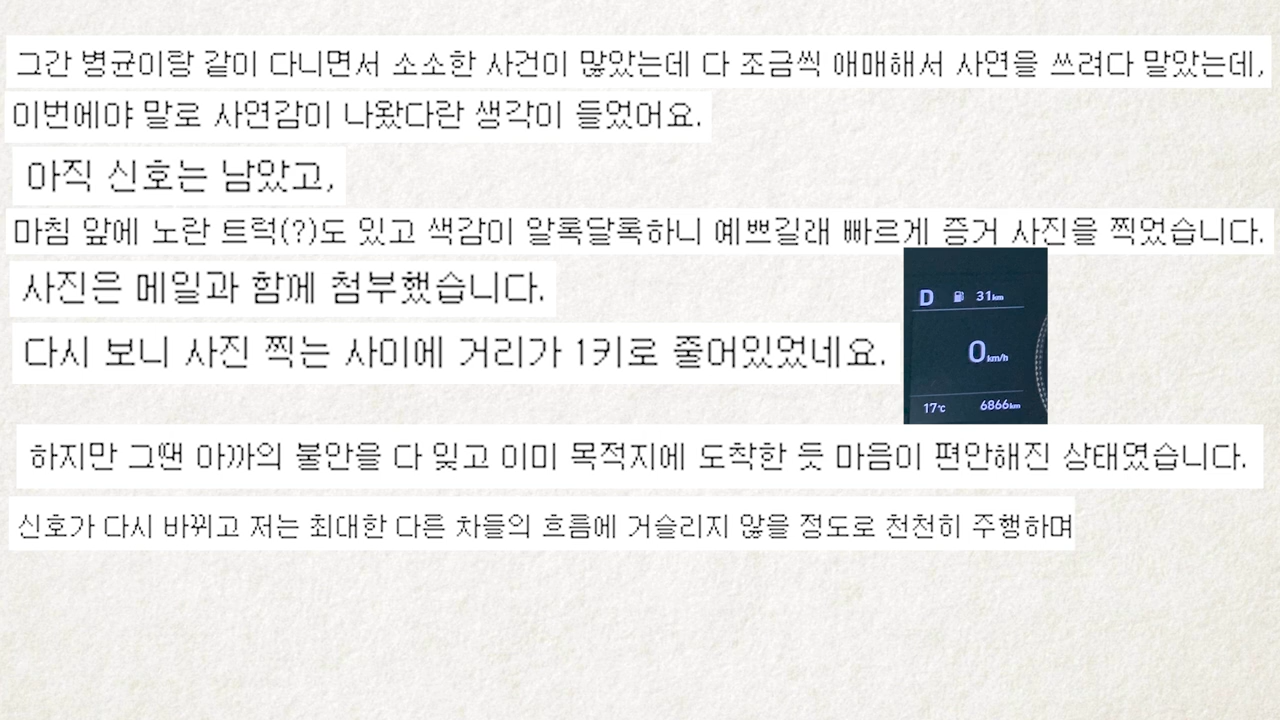 그간 병균이랑 같이 다니면서 소소한 사건이 많았는데 다 조금씩 애매해서 사연을 쓰려다 말았는데,
이번에야 말로 사연감이 나왔다란 생각이 들었어요.
아직 신호는 남았고,
마침 앞에 노란 트럭(?)도 있고 색감이 알록달록하니 예쁘길래 빠르게 증거 사진을 찍었습니다.
사진은 메일과 함께 첨부했습니다.
다시 보니 사진 찍는 사이에 거리가 1키로 줄어있었네요.
D 31km
0km/h
17℃ 6866km
하지만 그땐 아까의 불안을 다 잊고 이미 목적지에 도착한 듯 마음이 편안해진 상태였습니다.
신호가 다시 바뀌고 저는 최대한 다른 차들의 흐름에 거슬리지 않을 정도로 천천히 주행하며